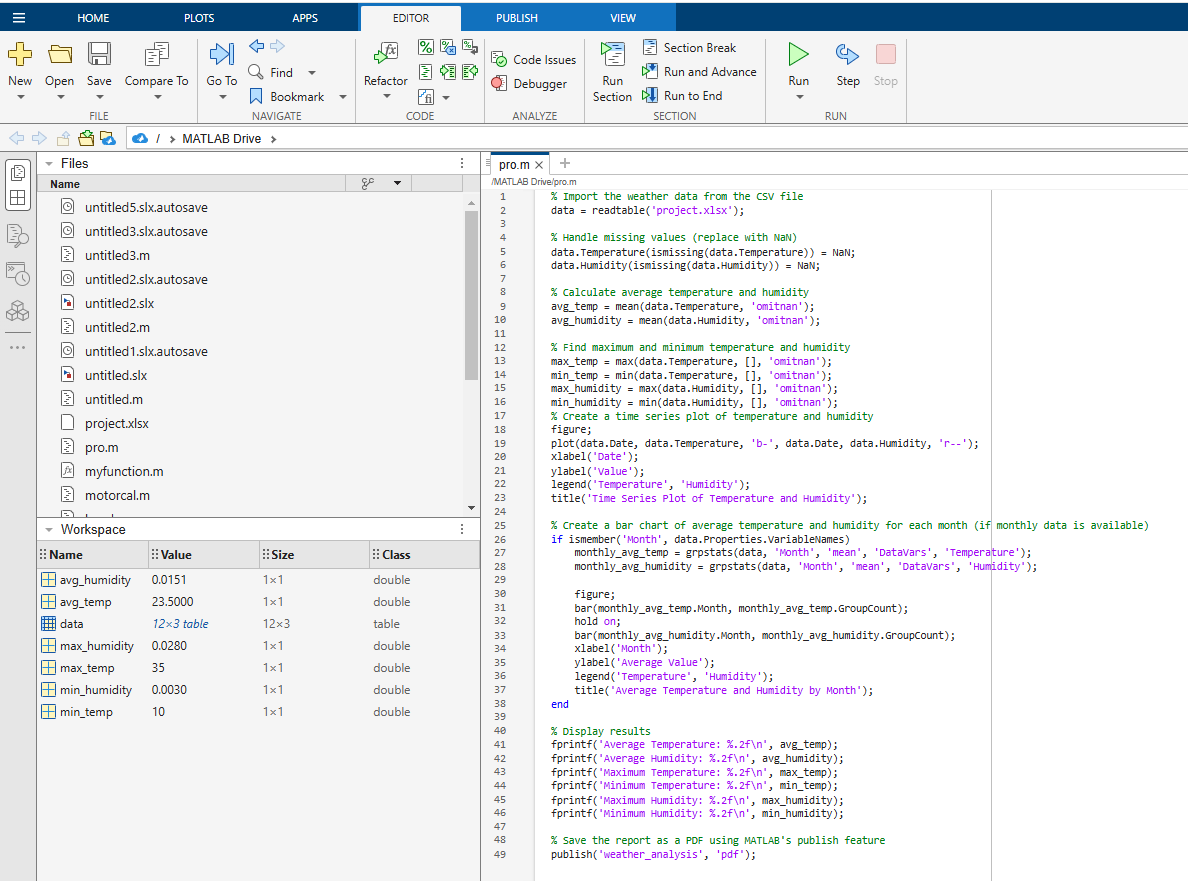 HOME PLOTS APPS EDITOR PUBLISH VIEW
New Open Save Compare To
FILE
Go To Find Bookmark
NAVIGATE
Refactor
CODE
Code Issues
Debugger
ANALYZE
Run Section
Section Break
Run and Advance
Run to End
SECTION
Run Step Stop
RUN
/ MATLAB Drive
Files
Name
untitled5.slx.autosave
untitled3.slx.autosave
untitled3.m
untitled2.slx.autosave
untitled2.slx
untitled2.m
untitled1.slx.autosave
untitled.slx
untitled.m
project.xlsx
pro.m
myfunction.m
motorcal.m
Workspace
Name Value Size Class
avg_humidity 0.0151 1×1 double
avg_temp 23.5000 1×1 double
data 12×3 table 12×3 table
max_humidity 0.0280 1×1 double
max_temp 35 1×1 double
min_humidity 0.0030 1×1 double
min_temp 10 1×1 double
pro.m
/MATLAB Drive/pro.m
1 % Import the weather data from the CSV file
2 data = readtable('project.xlsx');
3
4 % Handle missing values (replace with NaN)
5 data.Temperature(ismissing(data.Temperature)) = NaN;
6 data.Humidity(ismissing(data.Humidity)) = NaN;
7
8 % Calculate average temperature and humidity
9 avg_temp = mean(data.Temperature, 'omitnan');
10 avg_humidity = mean(data.Humidity, 'omitnan');
11
12 % Find maximum and minimum temperature and humidity
13 max_temp = max(data.Temperature, [], 'omitnan');
14 min_temp = min(data.Temperature, [], 'omitnan');
15 max_humidity = max(data.Humidity, [], 'omitnan');
16 min_humidity = min(data.Humidity, [], 'omitnan');
17 % Create a time series plot of temperature and humidity
18 figure;
19 plot(data.Date, data.Temperature, 'b-', data.Date, data.Humidity, 'r--');
20 xlabel('Date');
21 ylabel('Value');
22 legend('Temperature', 'Humidity');
23 title('Time Series Plot of Temperature and Humidity');
24
25 % Create a bar chart of average temperature and humidity for each month (if monthly data is available)
26 if ismember('Month', data.Properties.VariableNames)
27 monthly_avg_temp = grpstats(data, 'Month', 'mean', 'DataVars', 'Temperature');
28 monthly_avg_humidity = grpstats(data, 'Month', 'mean', 'DataVars', 'Humidity');
29
30 figure;
31 bar(monthly_avg_temp.Month, monthly_avg_temp.GroupCount);
32 hold on;
33 bar(monthly_avg_humidity.Month, monthly_avg_humidity.GroupCount);
34 xlabel('Month');
35 ylabel('Average Value');
36 legend('Temperature', 'Humidity');
37 title('Average Temperature and Humidity by Month');
38 end
39
40 % Display results
41 fprintf('Average Temperature: %.2f\n', avg_temp);
42 fprintf('Average Humidity: %.2f\n', avg_humidity);
43 fprintf('Maximum Temperature: %.2f\n', max_temp);
44 fprintf('Minimum Temperature: %.2f\n', min_temp);
45 fprintf('Maximum Humidity: %.2f\n', max_humidity);
46 fprintf('Minimum Humidity: %.2f\n', min_humidity);
47
48 % Save the report as a PDF using MATLAB's publish feature
49 publish('weather_analysis', 'pdf');